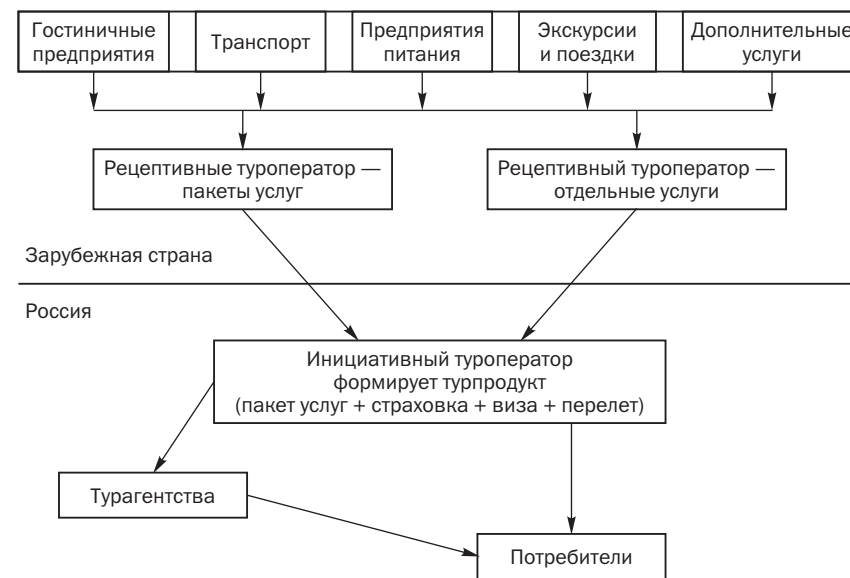 Гостиничные
предприятия
Транспорт
Предприятия
питания
Экскурсии
и поездки
Дополнительные
услуги
Рецептивные туроператор —
пакеты услуг
Рецептивный туроператор —
отдельные услуги
Зарубежная страна
Россия
Инициативный туроператор
формирует турпродукт
(пакет услуг + страховка + виза + перелет)
Турагентства
Потребители